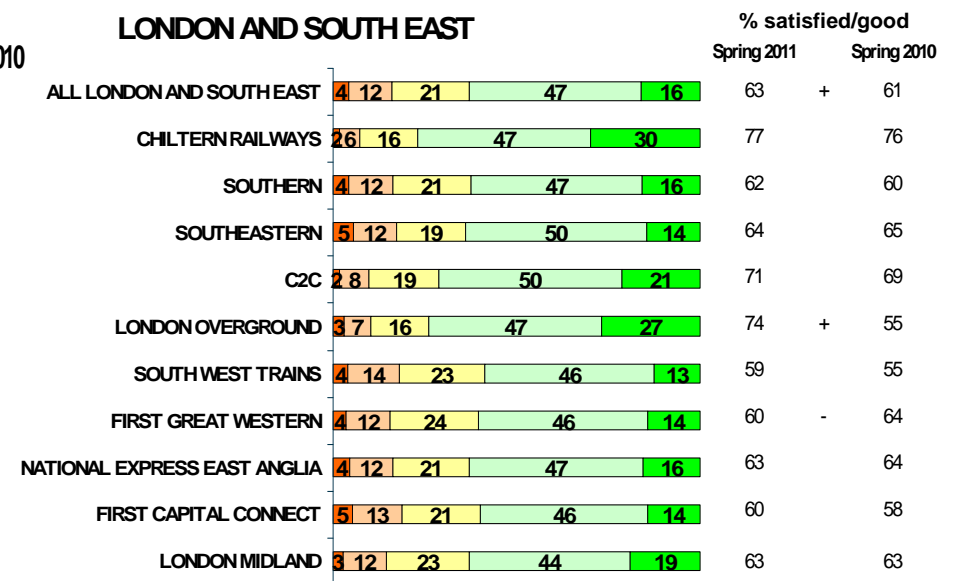 LONDON AND SOUTH EAST
% satisfied/good
010
Spring 2011 Spring 2010
ALL LONDON AND SOUTH EAST 4 12 21 47 16 63 + 61
CHILTERN RAILWAYS 2 6 16 47 30 77 76
SOUTHERN 4 12 21 47 16 62 60
SOUTHEASTERN 5 12 19 50 14 64 65
C2C 2 8 19 50 21 71 69
LONDON OVERGROUND 3 7 16 47 27 74 + 55
SOUTH WEST TRAINS 4 14 23 46 13 59 55
FIRST GREAT WESTERN 4 12 24 46 14 60 - 64
NATIONAL EXPRESS EAST ANGLIA 4 12 21 47 16 63 64
FIRST CAPITAL CONNECT 5 13 21 46 14 60 58
LONDON MIDLAND 3 12 23 44 19 63 63